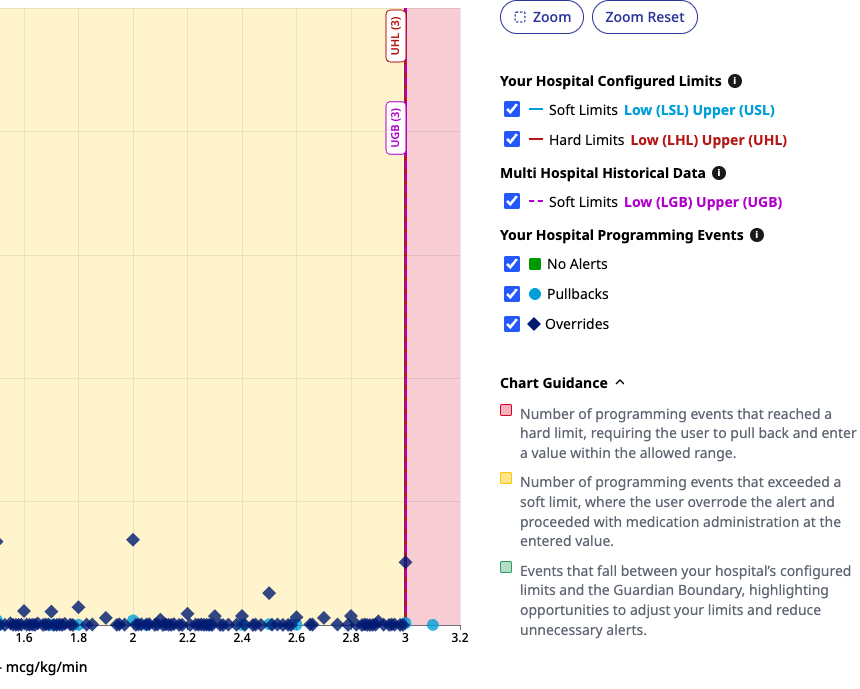 UHL (3)
UGB (3)
1.6 1.8 2 2.2 2.4 2.6 2.8 3 3.2
- mcg/kg/min
Zoom Zoom Reset
Your Hospital Configured Limits i
Soft Limits Low (LSL) Upper (USL)
Hard Limits Low (LHL) Upper (UHL)
Multi Hospital Historical Data i
Soft Limits Low (LGB) Upper (UGB)
Your Hospital Programming Events i
No Alerts
Pullbacks
Overrides
Chart Guidance
Number of programming events that reached a
hard limit, requiring the user to pull back and enter
a value within the allowed range.
Number of programming events that exceeded a
soft limit, where the user overrode the alert and
proceeded with medication administration at the
entered value.
Events that fall between your hospital’s configured
limits and the Guardian Boundary, highlighting
opportunities to adjust your limits and reduce
unnecessary alerts.